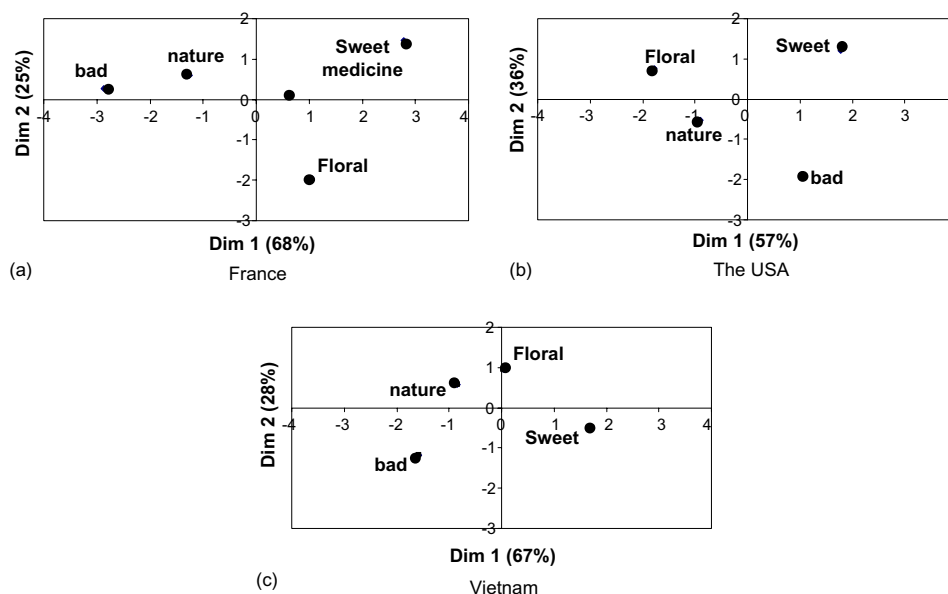 2
Sweet
medicine
nature
bad
1
0
-4 -3 -2 -1 0 1 2 3 4
-1
Floral
-2
-3
Dim 2 (25%)
Dim 1 (68%)
(a)
France
2
Sweet
Floral
1
0
-4 -3 -2 -1 0 1 2 3
nature
-1
bad
-2
-3
Dim 2 (36%)
Dim 1 (57%)
(b)
The USA
2
Floral
1
nature
0
-4 -3 -2 -1 0 1 2 3 4
Sweet
-1
bad
-2
-3
Dim 2 (28%)
Dim 1 (67%)
(c)
Vietnam